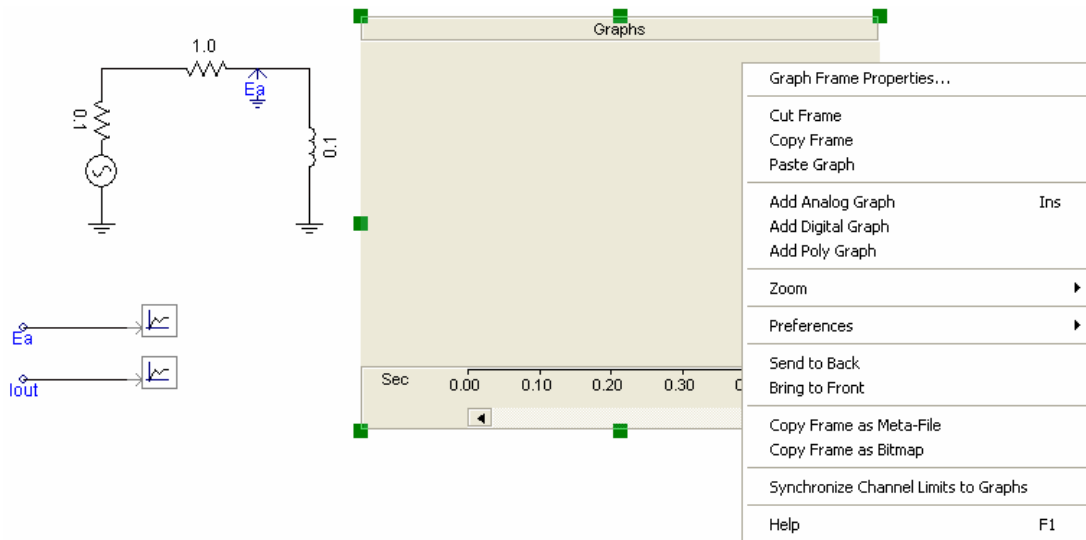 Graphs
1.0
Ea
0.1
1.0
Ea
Iout
Sec 0.00 0.10 0.20 0.30
Graph Frame Properties...
Cut Frame
Copy Frame
Paste Graph
Add Analog Graph Ins
Add Digital Graph
Add Poly Graph
Zoom
Preferences
Send to Back
Bring to Front
Copy Frame as Meta-File
Copy Frame as Bitmap
Synchronize Channel Limits to Graphs
Help F1